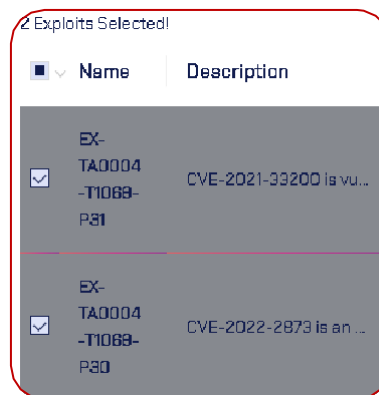 2 Exploits Selected!
Name Description
EX-
TA0004
-T1068-
P31
CVE-2021-33200 is vu...
EX-
TA0004
-T1068-
P30
CVE-2022-2873 is an ...